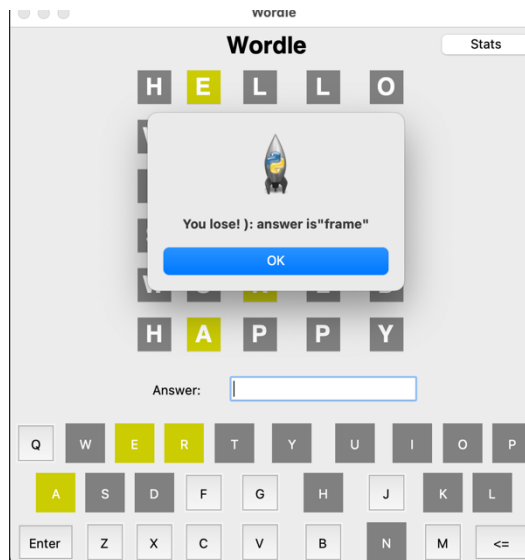 Wordle
Wordle
Stats
H E L L O
You lose! ): answer is"frame"
OK
H A P P Y
Answer:
Q W E R T Y U I O P
A S D F G H J K L
Enter Z X C V B N M <=